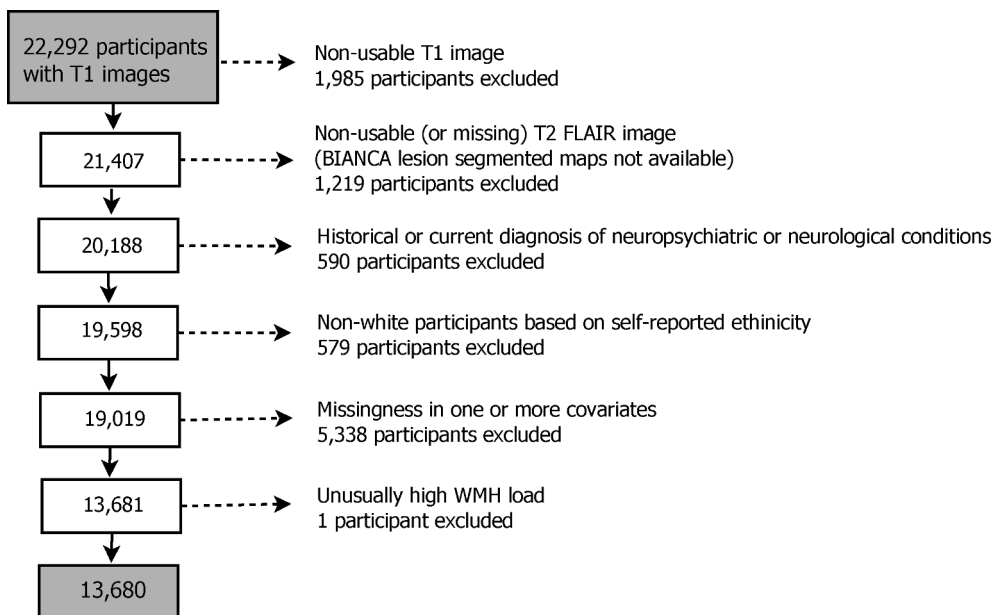 22,292 participants
with T1 images
Non-usable T1 image
1,985 participants excluded
21,407
Non-usable (or missing) T2 FLAIR image
(BIANCA lesion segmented maps not available)
1,219 participants excluded
20,188
Historical or current diagnosis of neuropsychiatric or neurological conditions
590 participants excluded
19,598
Non-white participants based on self-reported ethinicity
579 participants excluded
19,019
Missingness in one or more covariates
5,338 participants excluded
13,681
Unusually high WMH load
1 participant excluded
13,680